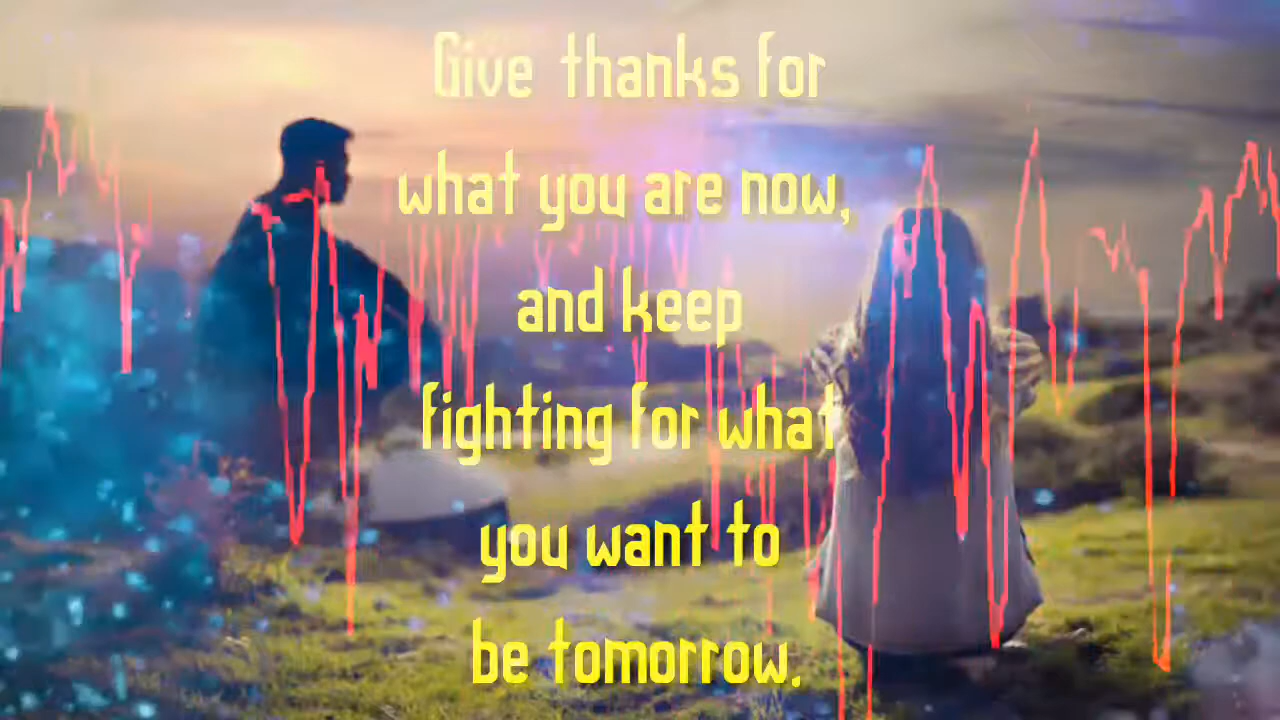 Give thanks for
what you are now,
and keep
fighting for what
you want to
be tomorrow.